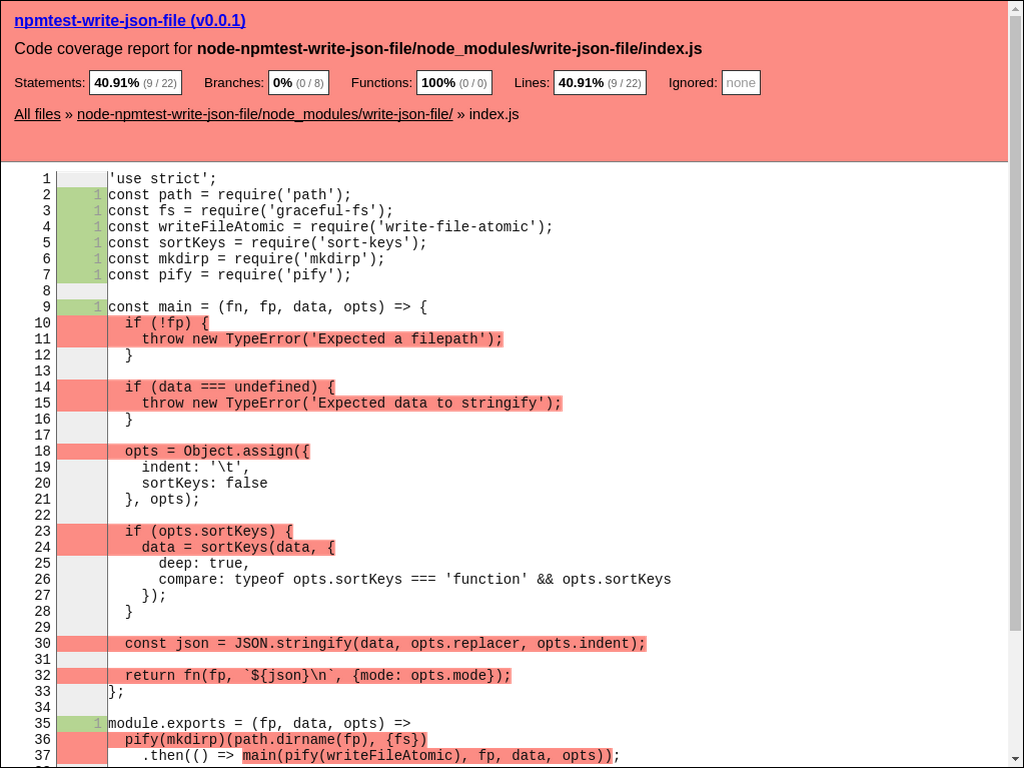 npmtest-write-json-file (v0.0.1)
Code coverage report for node-npmtest-write-json-file/node_modules/write-json-file/index.js
Statements: 40.91% (9 / 22) Branches: 0% (0 / 8) Functions: 100% (0 / 0) Lines: 40.91% (9 / 22) Ignored: none
All files » node-npmtest-write-json-file/node_modules/write-json-file/ » index.js
1 'use strict';
2 1 const path = require('path');
3 1 const fs = require('graceful-fs');
4 1 const writeFileAtomic = require('write-file-atomic');
5 1 const sortKeys = require('sort-keys');
6 1 const mkdirp = require('mkdirp');
7 1 const pify = require('pify');
8
9 1 const main = (fn, fp, data, opts) => {
10   if (!fp) {
11     throw new TypeError('Expected a filepath');
12   }
13
14   if (data === undefined) {
15     throw new TypeError('Expected data to stringify');
16   }
17
18   opts = Object.assign({
19     indent: '\t',
20     sortKeys: false
21   }, opts);
22
23   if (opts.sortKeys) {
24     data = sortKeys(data, {
25       deep: true,
26       compare: typeof opts.sortKeys === 'function' && opts.sortKeys
27     });
28   }
29
30   const json = JSON.stringify(data, opts.replacer, opts.indent);
31
32   return fn(fp, `${json}\n`, {mode: opts.mode});
33 };
34
35 1 module.exports = (fp, data, opts) =>
36   pify(mkdirp)(path.dirname(fp), {fs})
37     .then(() => main(pify(writeFileAtomic), fp, data, opts));